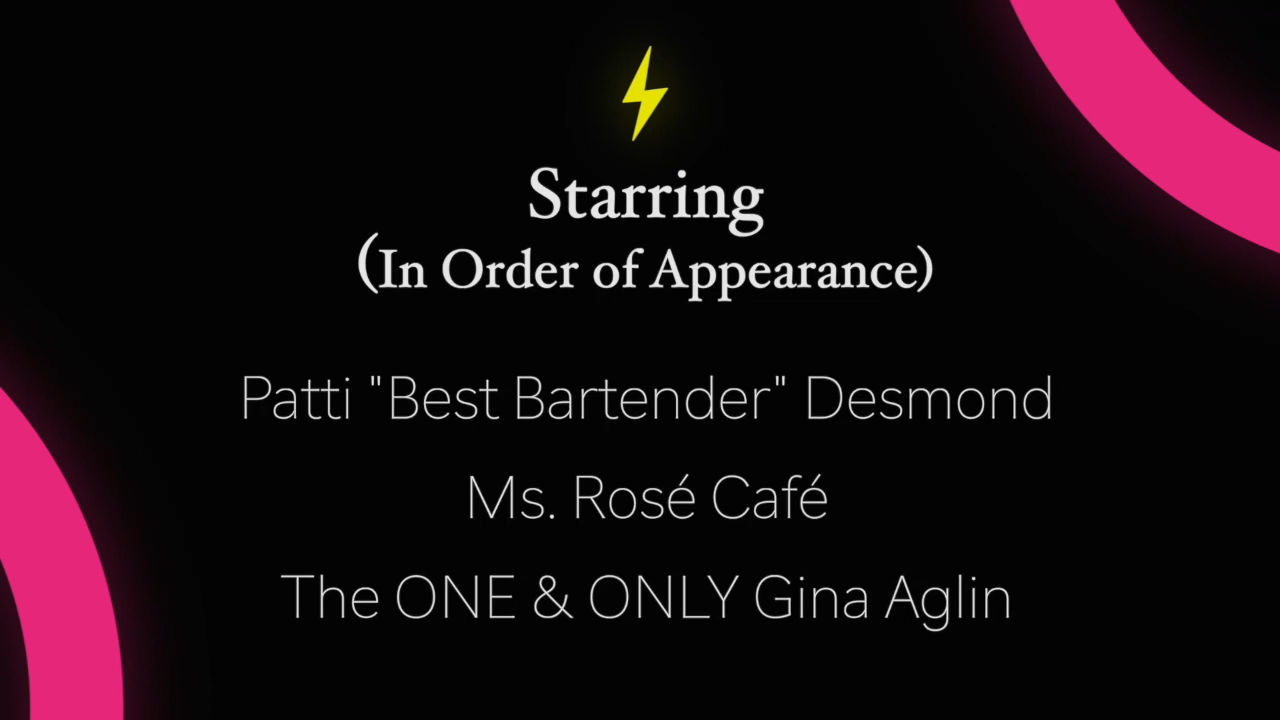 Starring
(In Order of Appearance)
Patti "Best Bartender" Desmond
Ms. Rosé Café
The ONE & ONLY Gina Aglin